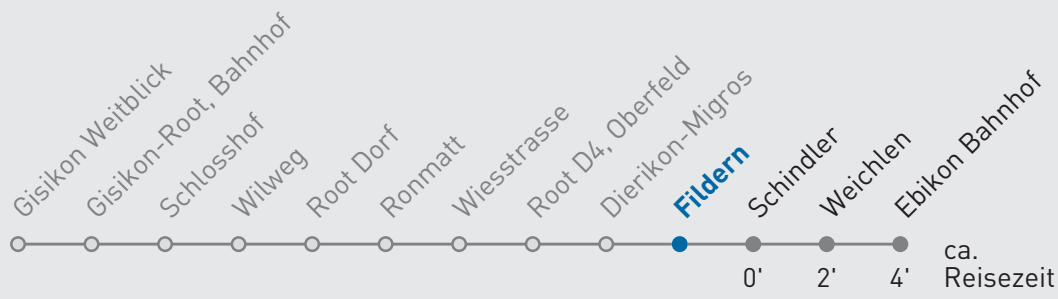 Gisikon Weitblick
Gisikon-Root, Bahnhof
Schlosshof
Wilweg
Root Dorf
Ronmatt
Wiesstrasse
Root D4, Oberfeld
Dierikon-Migros
Fildern
Schindler
Weichlen
Ebikon Bahnhof
ca.
0' 2' 4' Reisezeit